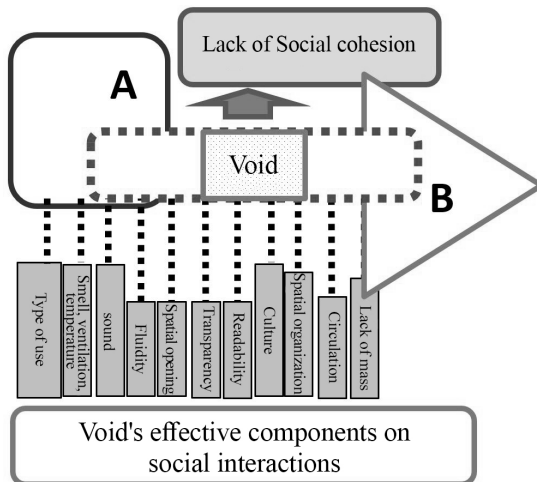 Lack of Social cohesion
A
Void
B
Type of use
Smell, ventilation,
temperature
sound
Fluidity
Spatial opening
Transparency
Readability
Culture
Spatial organization
Circulation
Lack of mass
Void's effective components on
social interactions